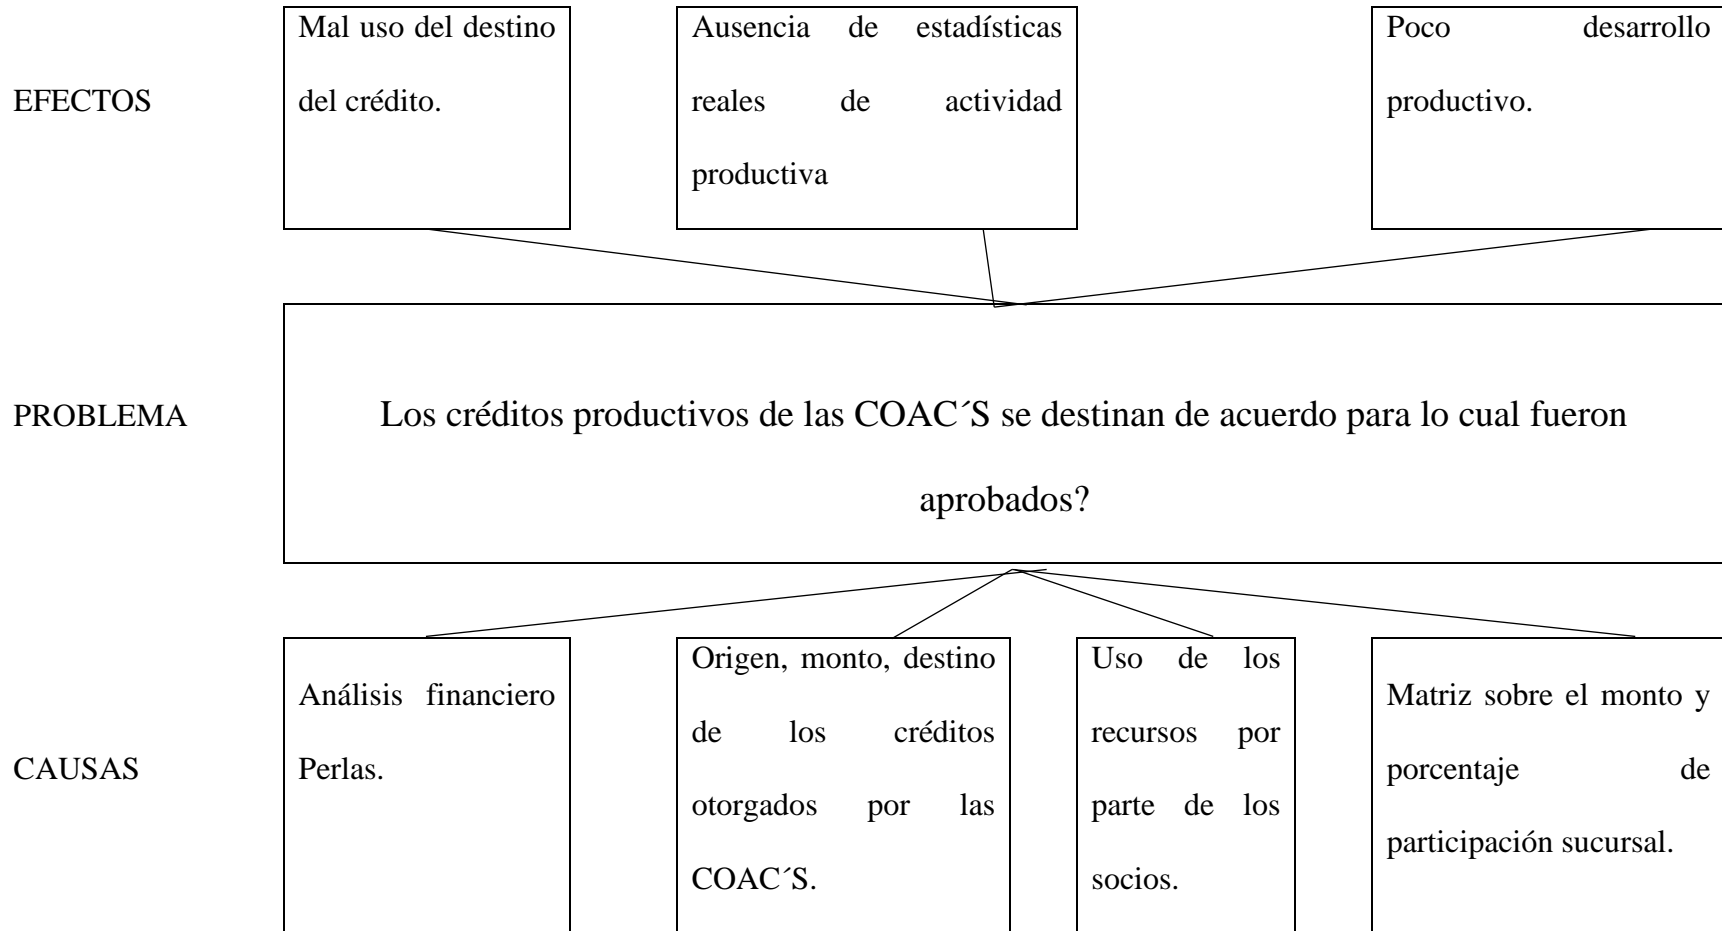 EFECTOS
Mal uso del destino
del crédito.
Ausencia de estadísticas
reales de actividad
productiva
Poco desarrollo
productivo.
PROBLEMA
Los créditos productivos de las COAC´S se destinan de acuerdo para lo cual fueron
aprobados?
CAUSAS
Análisis financiero
Perlas.
Origen, monto, destino
de los créditos
otorgados por las
COAC´S.
Uso de los
recursos por
parte de los
socios.
Matriz sobre el monto y
porcentaje de
participación sucursal.